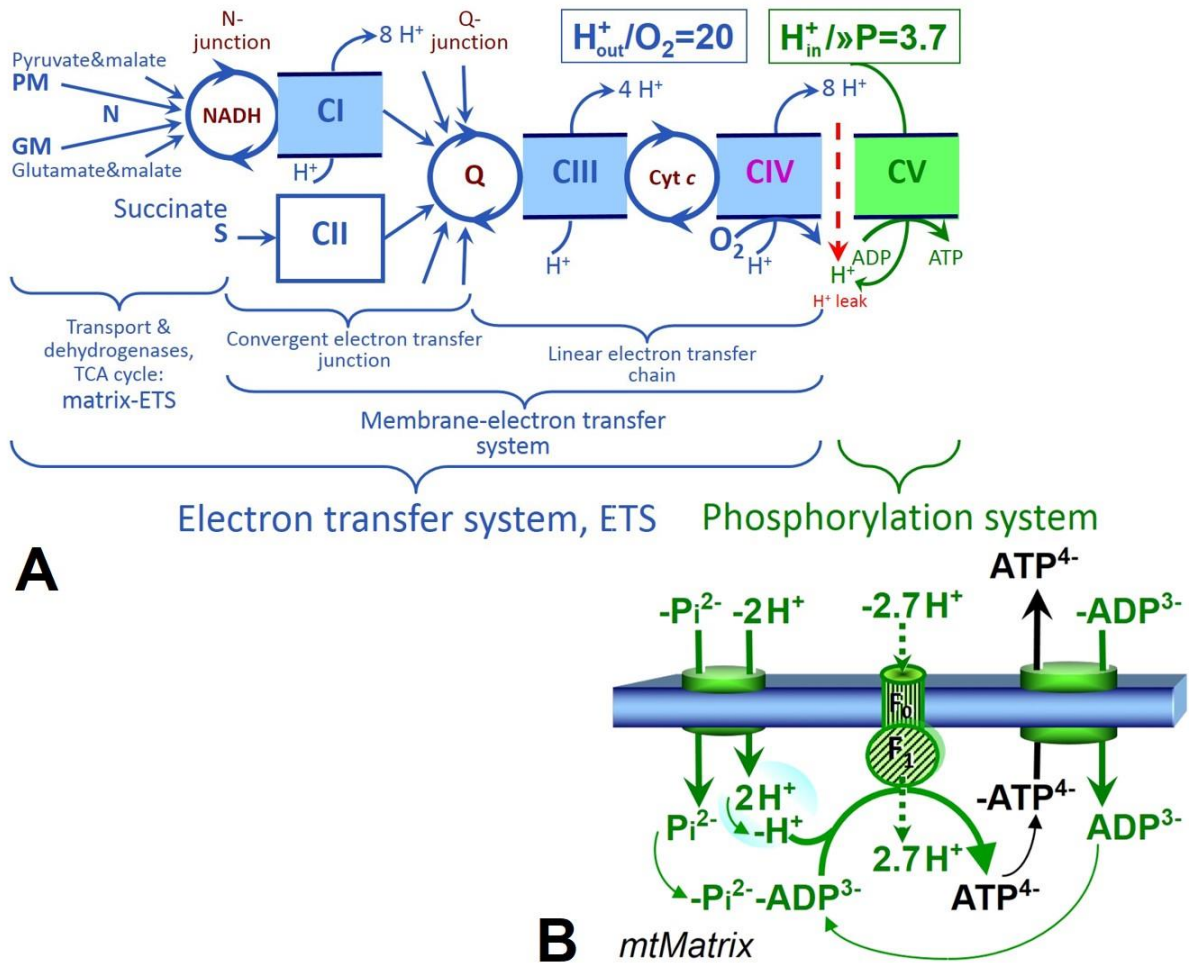 N-
junction
8 H⁺
Q-
junction
H⁺out/O₂=20
H⁺in/»P=3.7
Pyruvate&malate
PM
N
GM
Glutamate&malate
NADH
CI
H⁺
4 H⁺
8 H⁺
Q
CIII
Cyt c
CIV
CV
Succinate
S
CII
H⁺
O₂
H⁺
H⁺
ADP
ATP
H⁺ leak
Transport &
dehydrogenases,
TCA cycle:
matrix-ETS
Convergent electron transfer
junction
Linear electron transfer
chain
Membrane-electron transfer
system
Electron transfer system, ETS
Phosphorylation system
A
ATP⁴⁻
-Pi²⁻
-2H⁺
-2.7H⁺
-ADP³⁻
F₀
F₁
2H⁺
-H⁺
Pi²⁻
2.7H⁺
-ATP⁴⁻
ADP³⁻
-Pi²⁻-ADP³⁻
ATP⁴⁻
B
mtMatrix